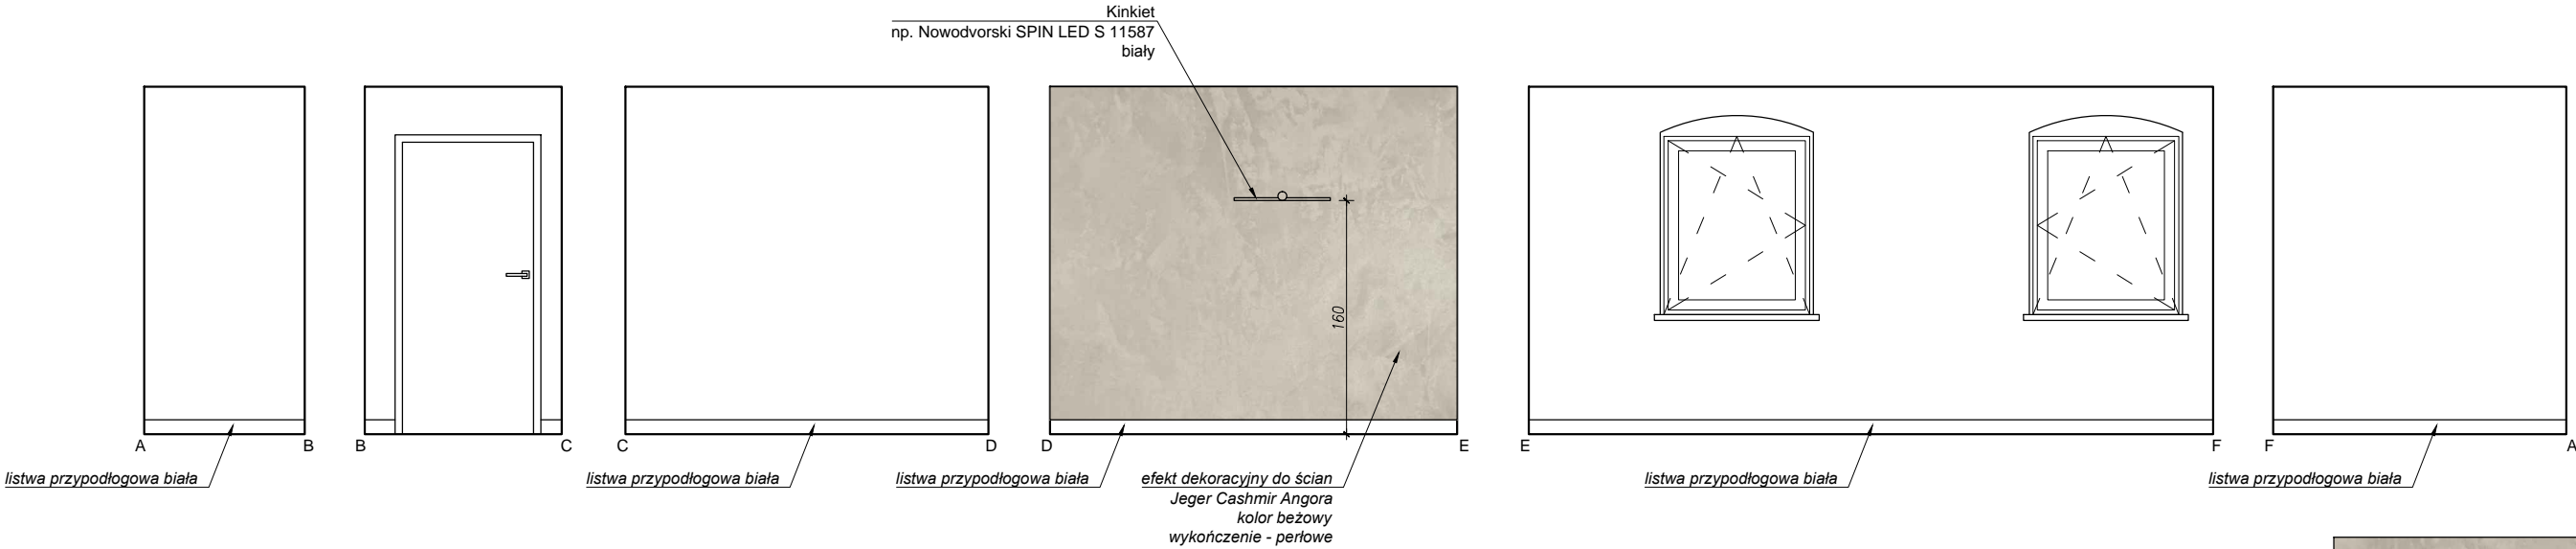 Kinkiet
np. Nowodvorski SPIN LED S 11587
biały
160
A
B
B
C
C
D
D
E
E
F
F
A
listwa przypodłogowa biała
listwa przypodłogowa biała
listwa przypodłogowa biała
efekt dekoracyjny do ścian
Jeger Cashmir Angora
kolor beżowy
wykończenie - perłowe
listwa przypodłogowa biała
listwa przypodłogowa biała